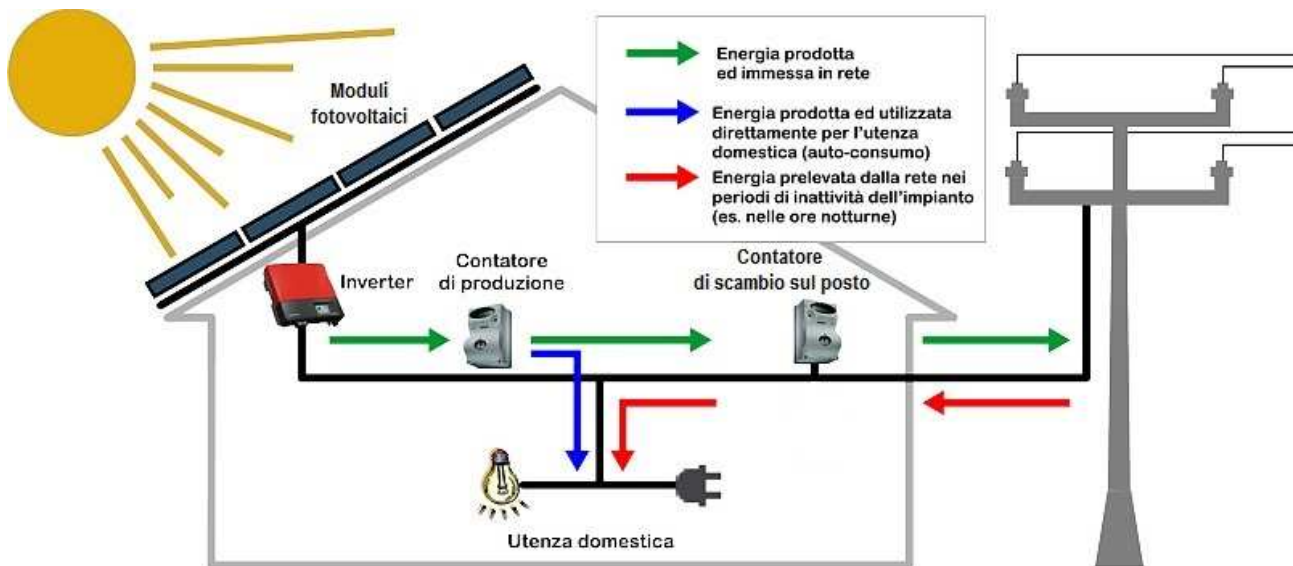 Energia prodotta
ed immessa in rete
Energia prodotta ed utilizzata
direttamente per l'utenza
domestica (auto-consumo)
Energia prelevata dalla rete nei
periodi di inattività dell'impianto
(es. nelle ore notturne)
Moduli
fotovoltaici
Inverter
Contatore
di produzione
Contatore
di scambio sul posto
Utenza domestica